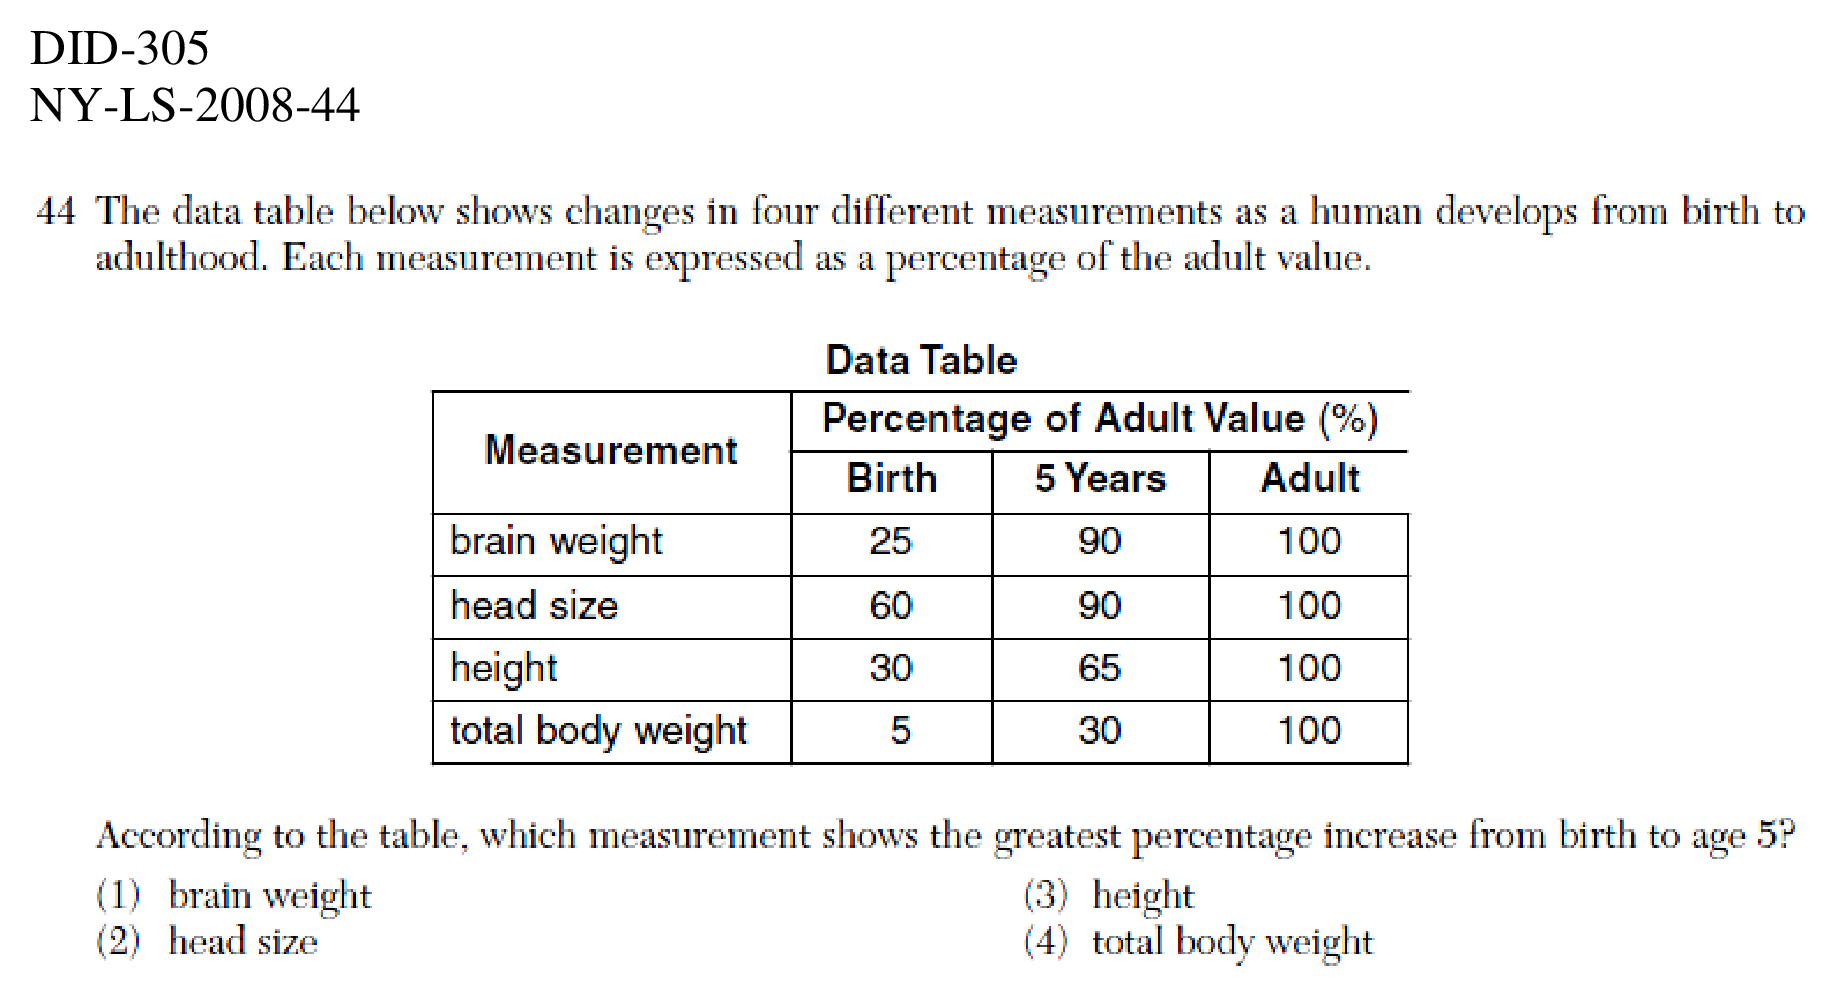 DID-305
NY-LS-2008-44
44 The data table below shows changes in four different measurements as a human develops from birth to
adulthood. Each measurement is expressed as a percentage of the adult value.
Data Table
Measurement Percentage of Adult Value (%)
Birth 5 Years Adult
brain weight 25 90 100
head size 60 90 100
height 30 65 100
total body weight 5 30 100
According to the table, which measurement shows the greatest percentage increase from birth to age 5?
(1) brain weight (3) height
(2) head size (4) total body weight